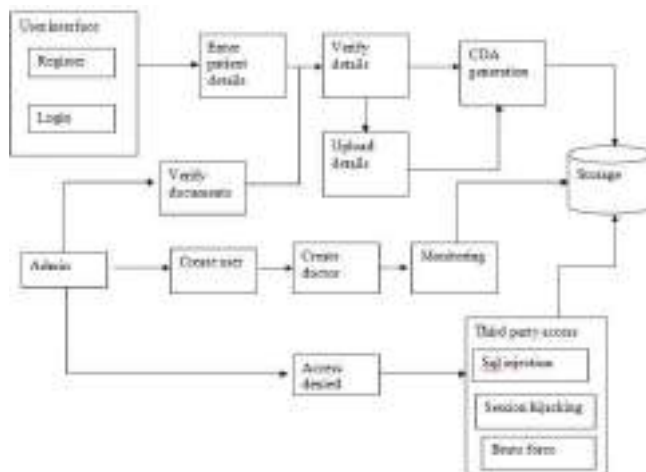 User interface
Register
Login
Enter
patient
details
Verify
details
CDA
generation
Upload
details
Verify
documents
Storage
Admin
Create user
Create
doctor
Monitoring
Access
denied
Third party access
Sql injection
Session hijacking
Brute force